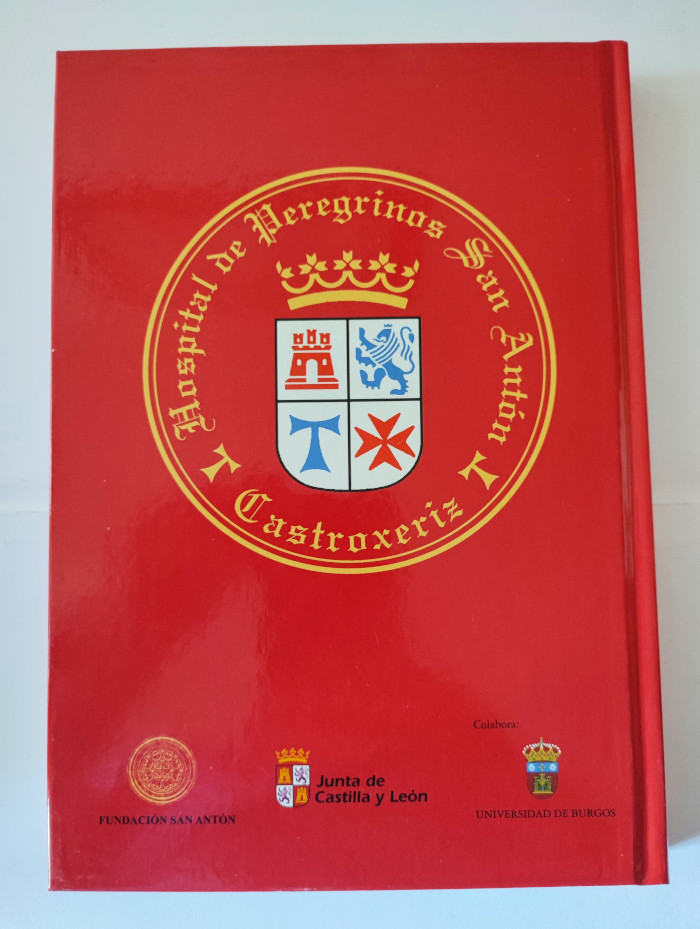 Hospital de Peregrinos San Antón
Castroxeriz
Colabora:
Junta de
Castilla y León
FUNDACIÓN SAN ANTÓN
UNIVERSIDAD DE BURGOS